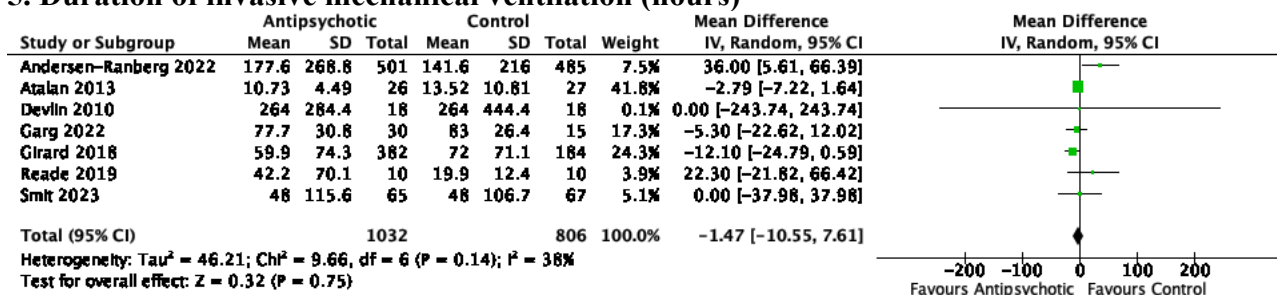 3. Duration of invasive mechanical ventilation (hours)
Antipsychotic Control Mean Difference Mean Difference
Study or Subgroup Mean SD Total Mean SD Total Weight IV, Random, 95% CI IV, Random, 95% CI
Andersen-Ranberg 2022 177.6 268.8 501 141.6 216 485 7.5% 36.00 [5.61, 66.39]
Atalan 2013 10.73 4.49 26 13.52 10.81 27 41.8% -2.79 [-7.22, 1.64]
Devlin 2010 264 284.4 18 264 444.4 18 0.1% 0.00 [-243.74, 243.74]
Garg 2022 77.7 30.8 30 83 26.4 15 17.3% -5.30 [-22.62, 12.02]
Girard 2018 59.9 74.3 382 72 71.1 184 24.3% -12.10 [-24.79, 0.59]
Reade 2019 42.2 70.1 10 19.9 12.4 10 3.9% 22.30 [-21.82, 66.42]
Smit 2023 48 115.6 65 48 106.7 67 5.1% 0.00 [-37.98, 37.98]
Total (95% CI) 1032 806 100.0% -1.47 [-10.55, 7.61]
Heterogeneity: Tau² = 46.21; Chi² = 9.66, df = 6 (P = 0.14); I² = 38%
Test for overall effect: Z = 0.32 (P = 0.75)
-200 -100 0 100 200
Favours Antipsychotic Favours Control